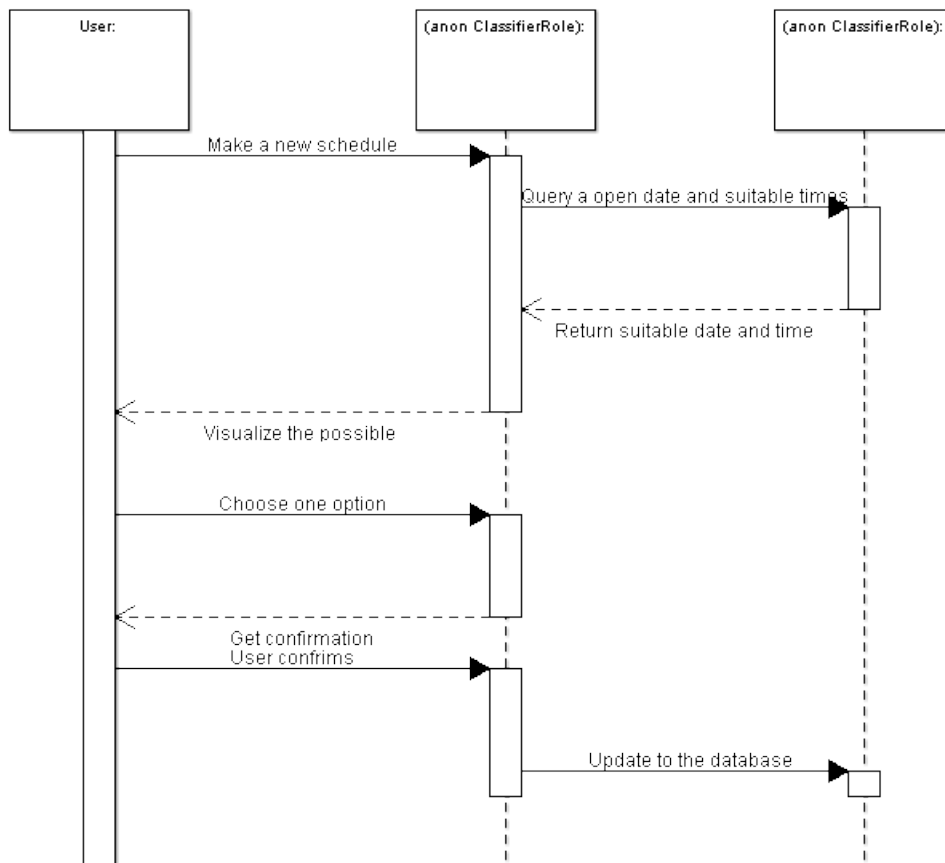 User:
(anon ClassifierRole):
(anon ClassifierRole):
Make a new schedule
Query a open date and suitable times
Return suitable date and time
Visualize the possible
Choose one option
Get confirmation
User confrims
Update to the database